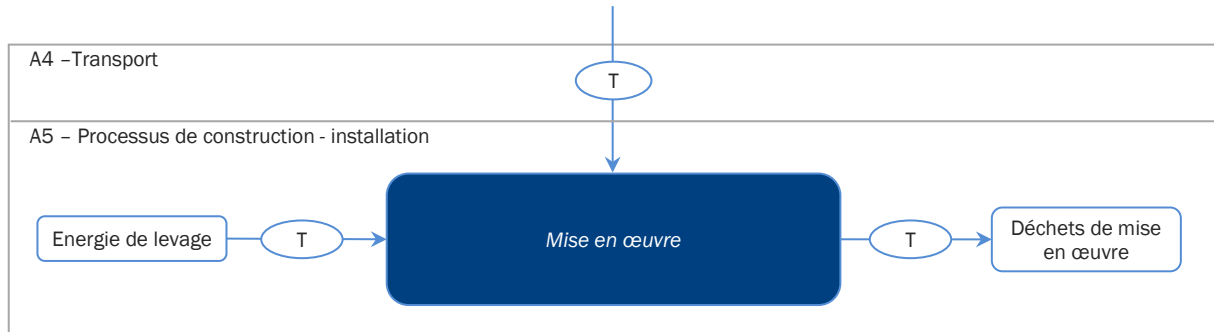 A4 –Transport
T
A5 – Processus de construction - installation
Energie de levage
T
Mise en œuvre
T
Déchets de mise
en œuvre